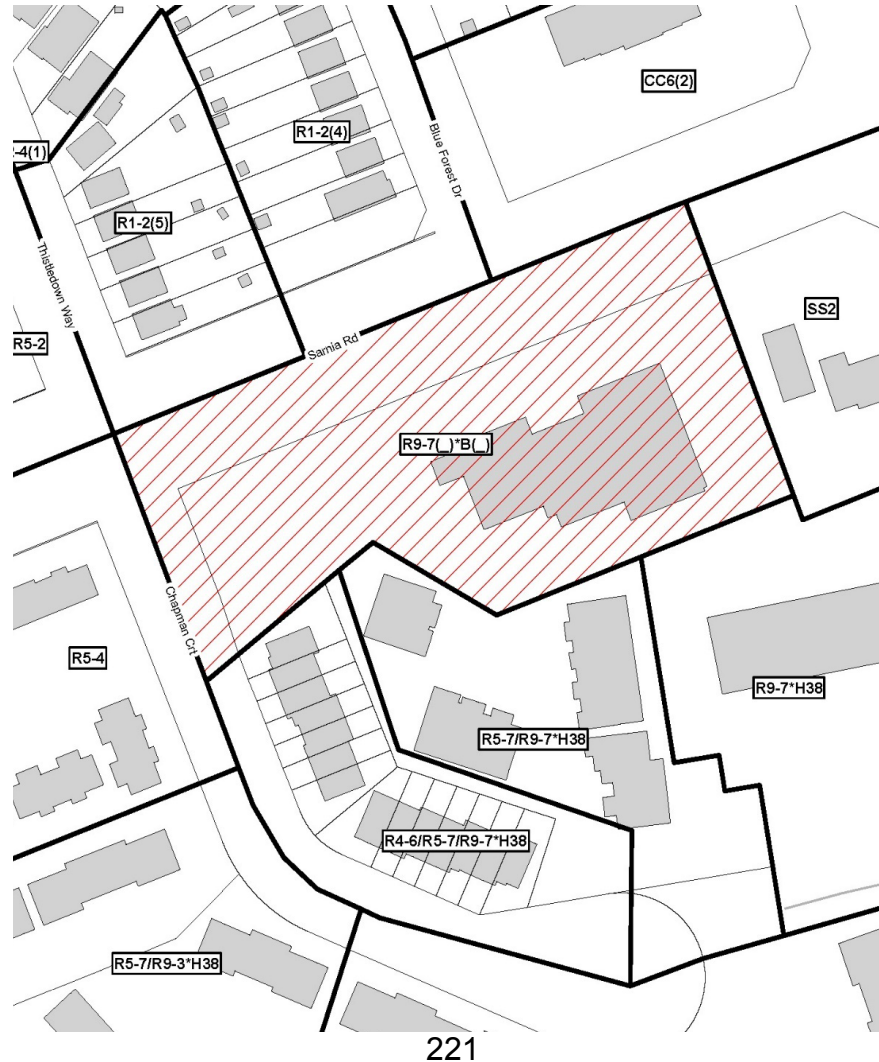 CC6(2)
R1-2(4)
Blue Forest Dr
-4(1)
R1-2(5)
Thistledown Way
SS2
R5-2
Sarnia Rd
R9-7(_)*B(_)
Chapman Crt
R5-4
R9-7*H38
R5-7/R9-7*H38
R4-6/R5-7/R9-7*H38
R5-7/R9-3*H38
221